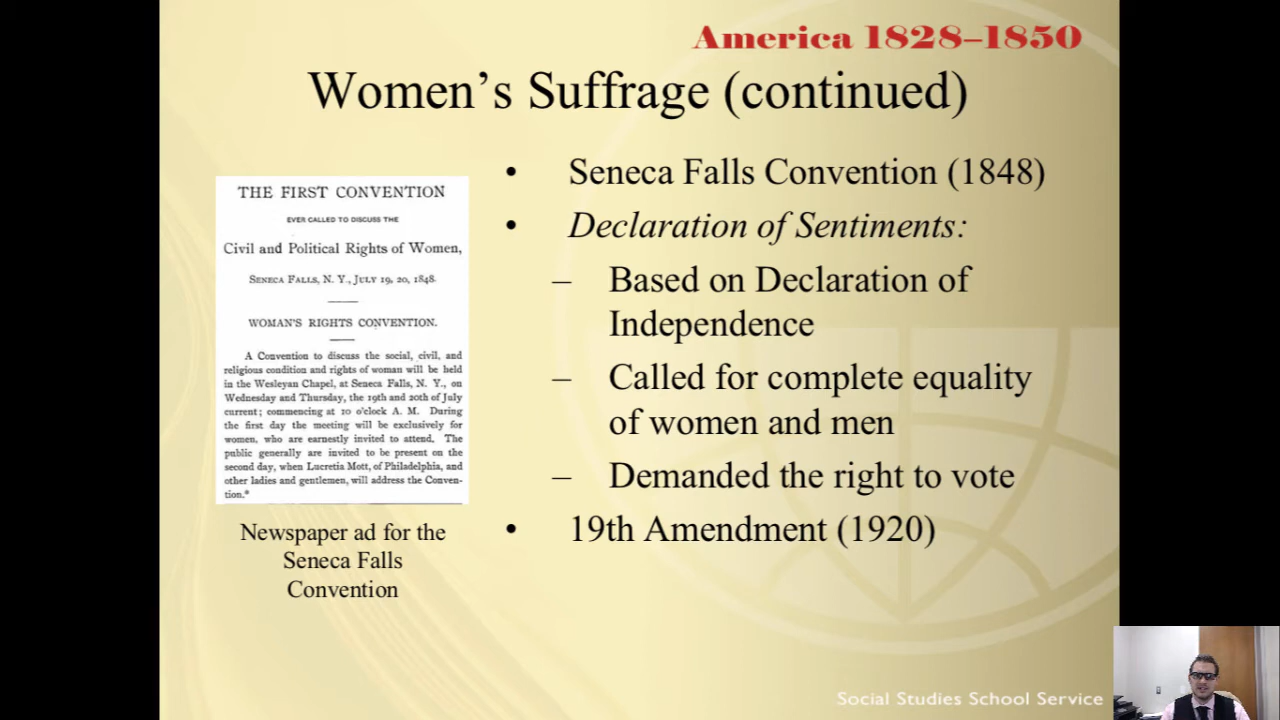 America 1828–1850
Women's Suffrage (continued)
THE FIRST CONVENTION
EVER CALLED TO DISCUSS THE
Civil and Political Rights of Women,
SENECA FALLS, N. Y., JULY 19, 20, 1848.
WOMAN'S RIGHTS CONVENTION.
A Convention to discuss the social, civil, and
religious condition and rights of woman will be held
in the Wesleyan Chapel, at Seneca Falls, N. Y., on
Wednesday and Thursday, the 19th and 20th of July
current; commencing at 10 o'clock A. M. During
the first day the meeting will be exclusively for
women, who are earnestly invited to attend. The
public generally are invited to be present on the
second day, when Lucretia Mott, of Philadelphia, and
other ladies and gentlemen, will address the Conven-
tion.*
Newspaper ad for the
Seneca Falls
Convention
• Seneca Falls Convention (1848)
• Declaration of Sentiments:
– Based on Declaration of
Independence
– Called for complete equality
of women and men
– Demanded the right to vote
• 19th Amendment (1920)
Social Studies School Service